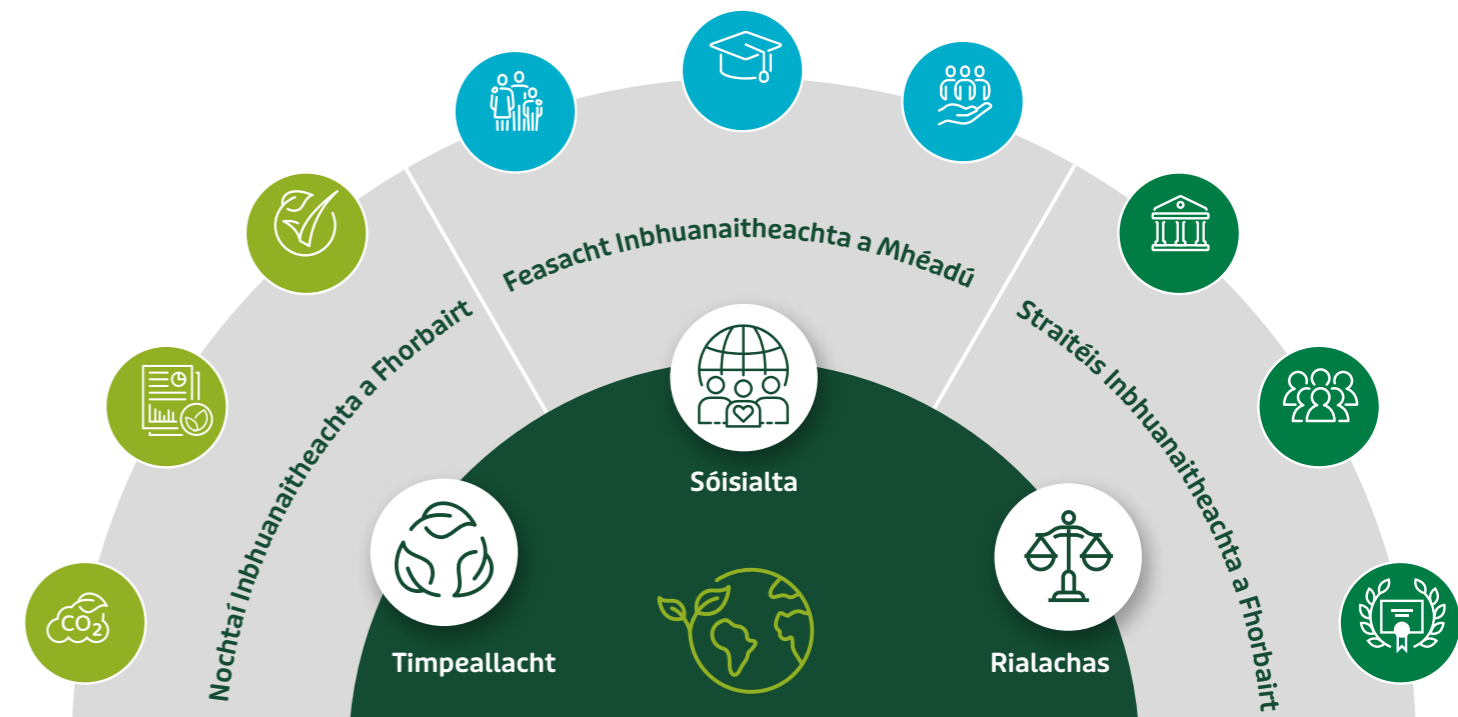 Feasacht Inbhuanaitheachta a Mhéadú
Nochtaí Inbhuanaitheachta a Fhorbairt
Straitéis Inbhuanaitheachta a Fhorbairt
Sóisialta
Timpeallacht
Rialachas
CO2